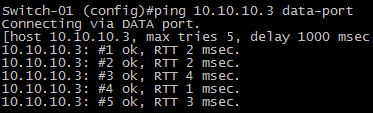 Switch-01 (config)#ping 10.10.10.3 data-port
Connecting via DATA port.
[host 10.10.10.3, max tries 5, delay 1000 msec
10.10.10.3: #1 ok, RTT 2 msec.
10.10.10.3: #2 ok, RTT 2 msec.
10.10.10.3: #3 ok, RTT 4 msec.
10.10.10.3: #4 ok, RTT 1 msec.
10.10.10.3: #5 ok, RTT 3 msec.